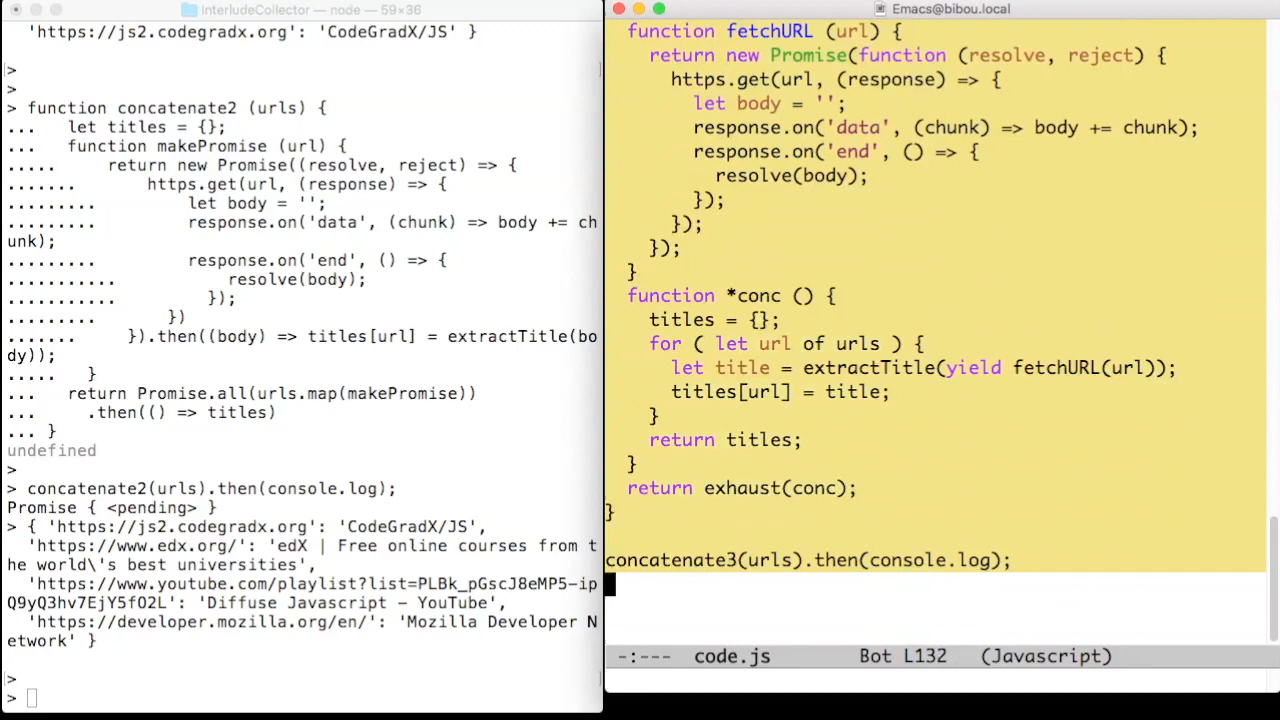 InterludeCollector — node — 59×36
'https://js2.codegradx.org': 'CodeGradX/JS' }
>
>
> function concatenate2 (urls) {
...    let titles = {};
...    function makePromise (url) {
.....      return new Promise((resolve, reject) => {
.......        https.get(url, (response) => {
.........          let body = '';
.........          response.on('data', (chunk) => body += ch
unk);
.........          response.on('end', () => {
...........            resolve(body);
...........          });
.........        })
.......      }).then((body) => titles[url] = extractTitle(bo
dy));
.....    }
...    return Promise.all(urls.map(makePromise))
...      .then(() => titles)
... }
undefined
>
> concatenate2(urls).then(console.log);
Promise { <pending> }
> { 'https://js2.codegradx.org': 'CodeGradX/JS',
'https://www.edx.org/': 'edX | Free online courses from t
he world\'s best universities',
'https://www.youtube.com/playlist?list=PLBk_pGscJ8eMP5-ip
Q9yQ3hv7EjY5fO2L': 'Diffuse Javascript - YouTube',
'https://developer.mozilla.org/en/': 'Mozilla Developer N
etwork' }
>
>
Emacs@bibou.local
function fetchURL (url) {
return new Promise(function (resolve, reject) {
https.get(url, (response) => {
let body = '';
response.on('data', (chunk) => body += chunk);
response.on('end', () => {
resolve(body);
});
});
});
}
function *conc () {
titles = {};
for ( let url of urls ) {
let title = extractTitle(yield fetchURL(url));
titles[url] = title;
}
return titles;
}
return exhaust(conc);
}
concatenate3(urls).then(console.log);
-:--- code.js Bot L132 (Javascript)